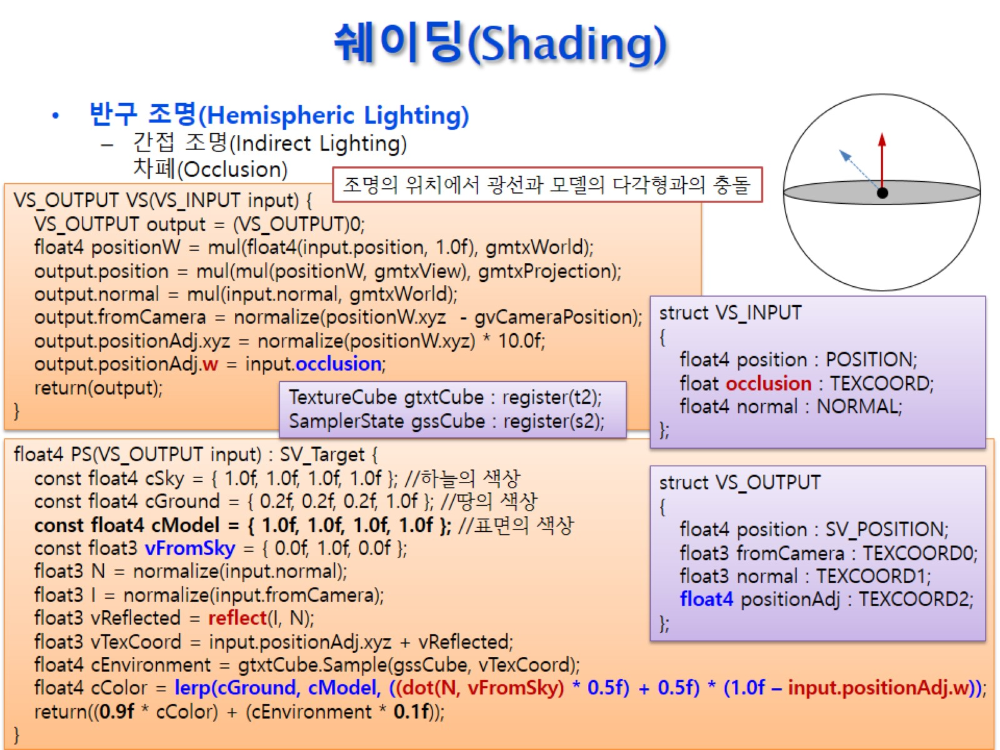 쉐이딩(Shading)
• 반구 조명(Hemispheric Lighting)
– 간접 조명(Indirect Lighting)
차폐(Occlusion)
조명의 위치에서 광선과 모델의 다각형과의 충돌
VS_OUTPUT VS(VS_INPUT input) {
VS_OUTPUT output = (VS_OUTPUT)0;
float4 positionW = mul(float4(input.position, 1.0f), gmtxWorld);
output.position = mul(mul(positionW, gmtxView), gmtxProjection);
output.normal = mul(input.normal, gmtxWorld);
output.fromCamera = normalize(positionW.xyz - gvCameraPosition);
output.positionAdj.xyz = normalize(positionW.xyz) * 10.0f;
output.positionAdj.w = input.occlusion;
return(output);
}
TextureCube gtxtCube : register(t2);
SamplerState gssCube : register(s2);
struct VS_INPUT
{
float4 position : POSITION;
float occlusion : TEXCOORD;
float4 normal : NORMAL;
};
float4 PS(VS_OUTPUT input) : SV_Target {
const float4 cSky = { 1.0f, 1.0f, 1.0f, 1.0f }; //하늘의 색상
const float4 cGround = { 0.2f, 0.2f, 0.2f, 1.0f }; //땅의 색상
const float4 cModel = { 1.0f, 1.0f, 1.0f, 1.0f }; //표면의 색상
const float3 vFromSky = { 0.0f, 1.0f, 0.0f };
float3 N = normalize(input.normal);
float3 I = normalize(input.fromCamera);
float3 vReflected = reflect(I, N);
float3 vTexCoord = input.positionAdj.xyz + vReflected;
float4 cEnvironment = gtxtCube.Sample(gssCube, vTexCoord);
float4 cColor = lerp(cGround, cModel, ((dot(N, vFromSky) * 0.5f) + 0.5f) * (1.0f – input.positionAdj.w));
return((0.9f * cColor) + (cEnvironment * 0.1f));
}
struct VS_OUTPUT
{
float4 position : SV_POSITION;
float3 fromCamera : TEXCOORD0;
float3 normal : TEXCOORD1;
float4 positionAdj : TEXCOORD2;
};